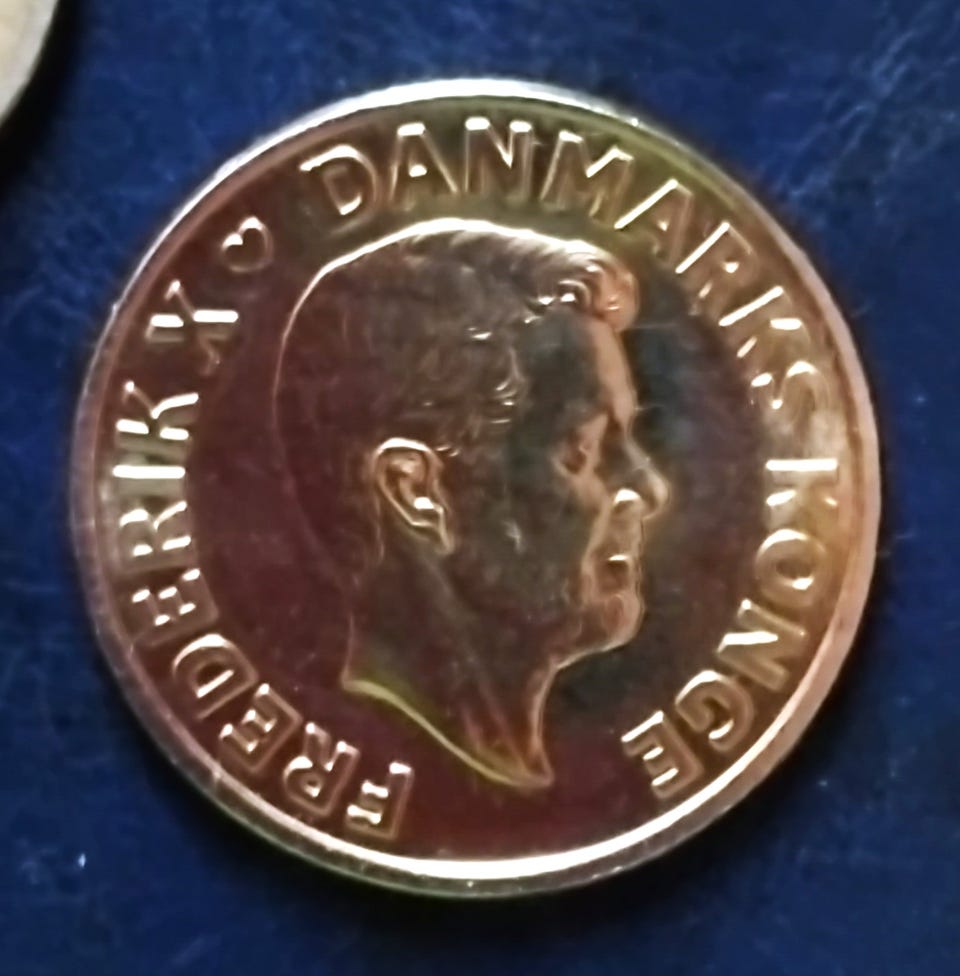 FREDERIK X ♡ DANMARKS KONGE